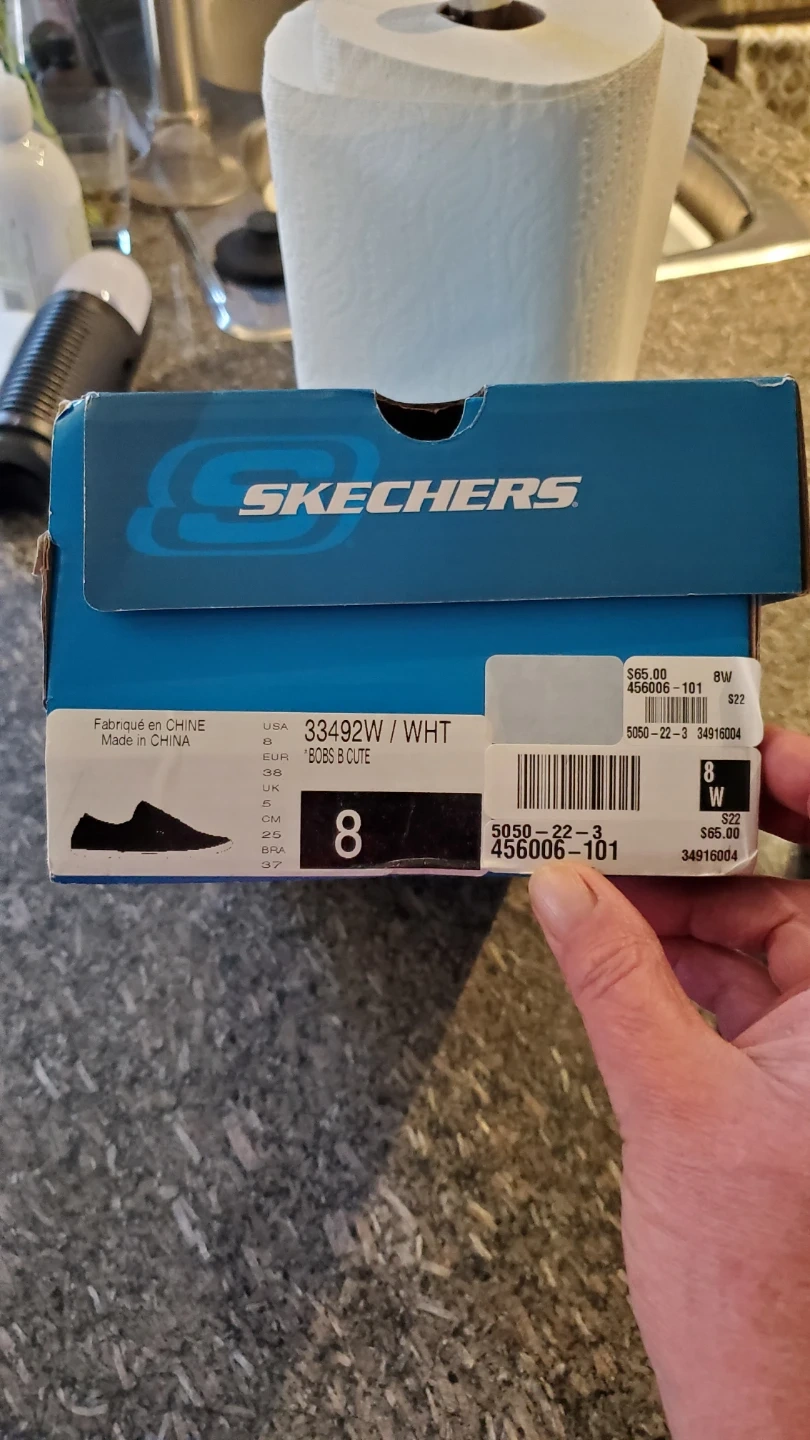 SKECHERS
$65.00 8W
456006-101
S22
5050-22-3 34916004
Fabriqué en CHINE
Made in CHINA
USA
8
EUR
38
UK
5
CM
25
BRA
37
33492W / WHT
*BOBS B CUTE
8
8
W
S22
5050-22-3 $65.00
456006-101 34916004